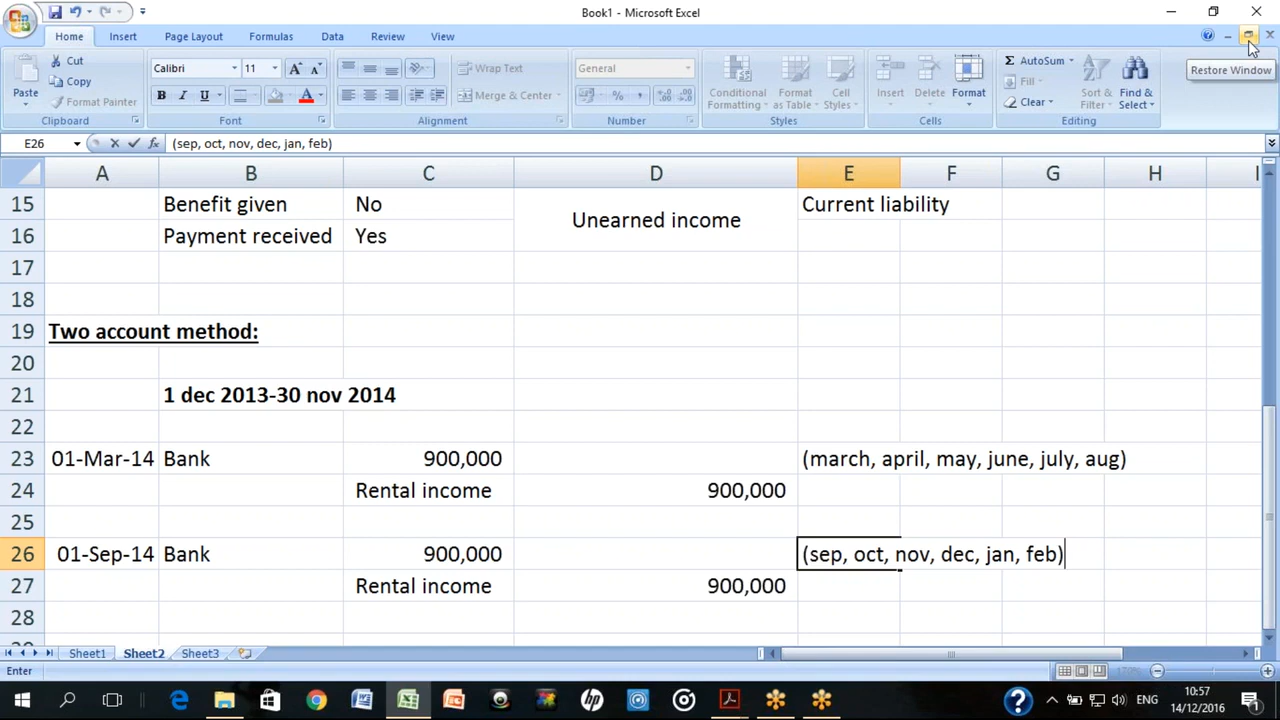 Book1 - Microsoft Excel
Home Insert Page Layout Formulas Data Review View
Restore Window
Paste Cut Copy Format Painter Clipboard
Calibri 11 A A B I U A Font
Wrap Text Merge & Center Alignment
General % , Number
Conditional Formatting Format as Table Cell Styles Styles
Insert Delete Format Cells
Σ AutoSum Fill Clear Sort & Filter Find & Select Editing
E26 fx (sep, oct, nov, dec, jan, feb)
A B C D E F G H I
15 Benefit given No Unearned income Current liability
16 Payment received Yes
17
18
19 Two account method:
20
21 1 dec 2013-30 nov 2014
22
23 01-Mar-14 Bank 900,000 (march, april, may, june, july, aug)
24 Rental income 900,000
25
26 01-Sep-14 Bank 900,000 (sep, oct, nov, dec, jan, feb)
27 Rental income 900,000
28
Sheet1 Sheet2 Sheet3
Enter
ENG 10:57
14/12/2016